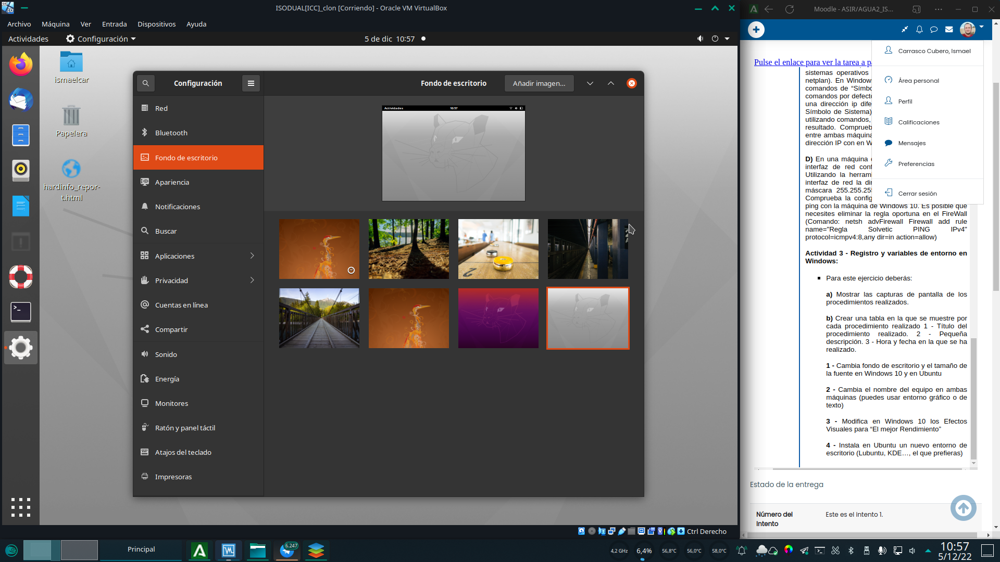 ISODUAL[ICC]_clon [Corriendo] - Oracle VM VirtualBox
Archivo Máquina Ver Entrada Dispositivos Ayuda
Actividades Configuración 5 de dic 10:57
ismaelcar
Papelera
hardinfo_repor-
t.html
Configuración
Fondo de escritorio
Añadir imagen...
Red
Bluetooth
Fondo de escritorio
Apariencia
Notificaciones
Buscar
Aplicaciones
Privacidad
Cuentas en línea
Compartir
Sonido
Energía
Monitores
Ratón y panel táctil
Atajos del teclado
Impresoras
Actividades 10:57
Ctrl Derecho
Moodle - ASIR/AGUA2_IS...
Carrasco Cubero, Ismael
Área personal
Perfil
Calificaciones
Mensajes
Preferencias
Cerrar sesión
Pulse el enlace para ver la tarea a p
sistemas operativos
netplan). En Window
comandos de “Símbo
comandos por defect
una dirección ip dife
Símbolo de Sistema)
utilizando comandos,
resultado. Comprueb
entre ambas máquina
dirección IP con en W
D) En una máquina
interfaz de red conf
Utilizando la herram
interfaz de red la dir
máscara 255.255.25
Comprueba la config
ping con la máquina de Windows 10. Es posible que
necesites eliminar la regla oportuna en el FireWall
(Comando: netsh advFirewall Firewall add rule
name="Regla Solvetic PING IPv4"
protocol=icmpv4:8,any dir=in action=allow)
Actividad 3 - Registro y variables de entorno en
Windows:
Para este ejercicio deberás:
a) Mostrar las capturas de pantalla de los
procedimientos realizados.
b) Crear una tabla en la que se muestre por
cada procedimiento realizado 1 - Título del
procedimiento realizado. 2 - Pequeña
descripción. 3 - Hora y fecha en la que se ha
realizado.
1 - Cambia fondo de escritorio y el tamaño de
la fuente en Windows 10 y en Ubuntu
2 - Cambia el nombre del equipo en ambas
máquinas (puedes usar entorno gráfico o de
texto)
3 - Modifica en Windows 10 los Efectos
Visuales para “El mejor Rendimiento”
4 - Instala en Ubuntu un nuevo entorno de
escritorio (Lubuntu, KDE…, el que prefieras)
Estado de la entrega
Número del
intento
Este es el intento 1.
Principal
6.247
4,2 GHz 6,4% 56,8°C 56,0°C 58,0°C
10:57
5/12/22